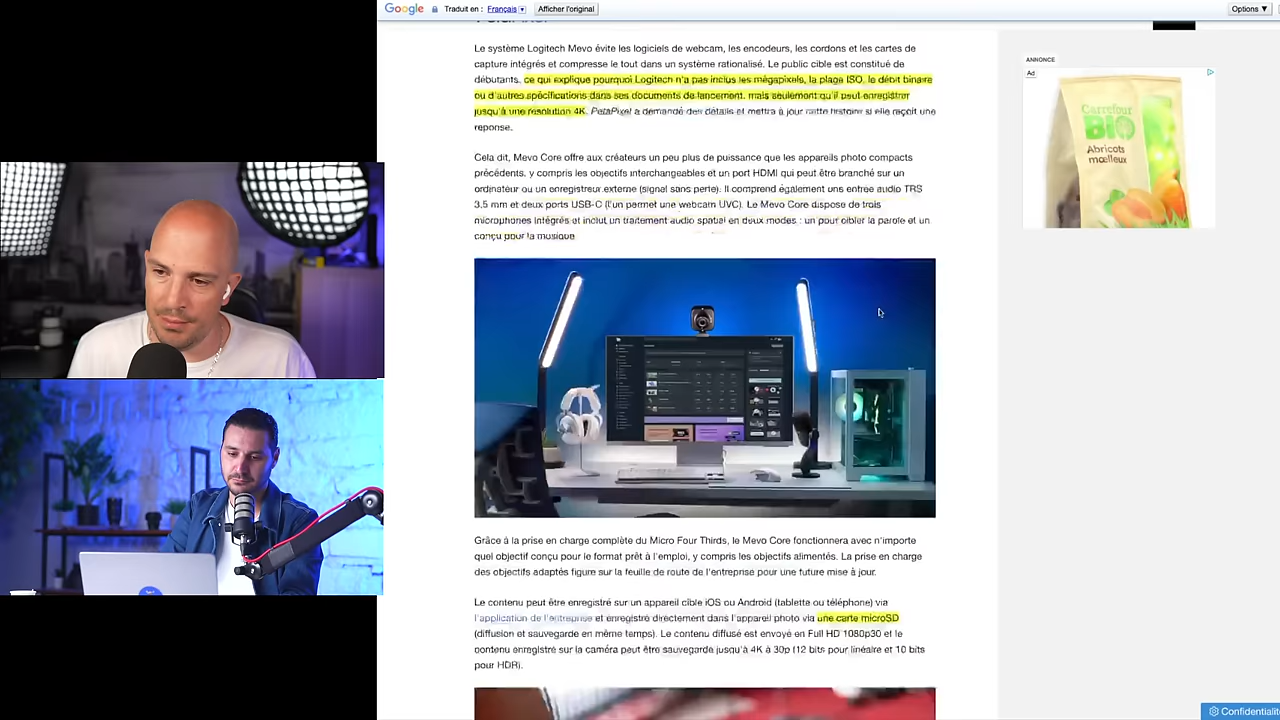 Google Traduit en : Français Afficher l'original Options ▼
Le système Logitech Mevo évite les logiciels de webcam, les encodeurs, les cordons et les cartes de
capture intégrés et compresse le tout dans un système rationalisé. Le public cible est constitué de
débutants, ce qui explique pourquoi Logitech n'a pas inclus les mégapixels, la plage ISO, le débit binaire
ou d'autres spécifications dans ses documents de lancement, mais seulement qu'il peut enregistrer
jusqu'à une résolution 4K. PetaPixel a demandé des détails et mettra à jour cette histoire si elle reçoit une
réponse.
Cela dit, Mevo Core offre aux créateurs un peu plus de puissance que les appareils photo compacts
précédents, y compris les objectifs interchangeables et un port HDMI qui peut être branché sur un
ordinateur ou un enregistreur externe (signal sans perte). Il comprend également une entrée audio TRS
3,5 mm et deux ports USB-C (l'un permet une webcam UVC). Le Mevo Core dispose de trois
microphones intégrés et inclut un traitement audio spatial en deux modes : un pour cibler la parole et un
conçu pour la musique
Grâce à la prise en charge complète du Micro Four Thirds, le Mevo Core fonctionnera avec n'importe
quel objectif conçu pour le format prêt à l'emploi, y compris les objectifs alimentés. La prise en charge
des objectifs adaptés figure sur la feuille de route de l'entreprise pour une future mise à jour.
Le contenu peut être enregistré sur un appareil cible iOS ou Android (tablette ou téléphone) via
l'application de l'entreprise et enregistré directement dans l'appareil photo via une carte microSD
(diffusion et sauvegarde en même temps). Le contenu diffusé est envoyé en Full HD 1080p30 et le
contenu enregistré sur la caméra peut être sauvegardé jusqu'à 4K à 30p (12 bits pour linéaire et 10 bits
pour HDR).
ANNONCE
Ad
Carrefour
BIO
Abricots
moelleux
Confidentialit